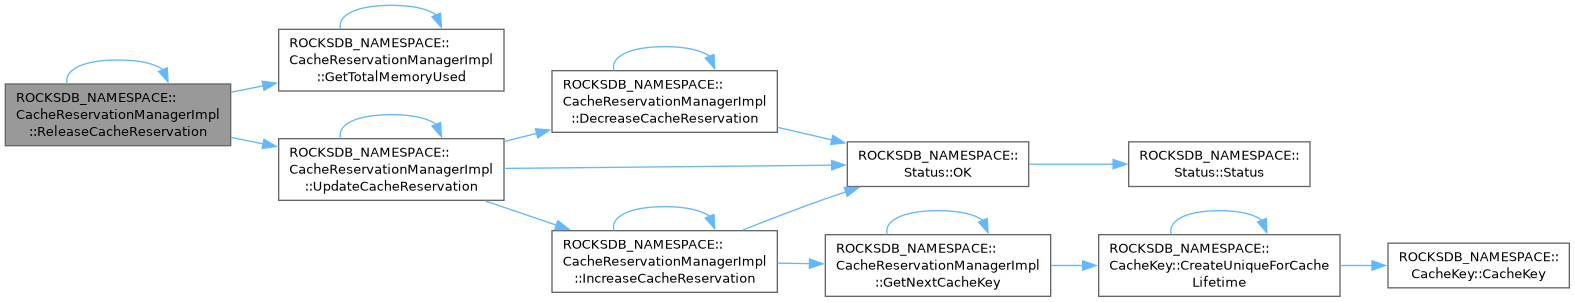 ROCKSDB_NAMESPACE::
CacheReservationManagerImpl
::ReleaseCacheReservation
ROCKSDB_NAMESPACE::
CacheReservationManagerImpl
::GetTotalMemoryUsed
ROCKSDB_NAMESPACE::
CacheReservationManagerImpl
::UpdateCacheReservation
ROCKSDB_NAMESPACE::
CacheReservationManagerImpl
::DecreaseCacheReservation
ROCKSDB_NAMESPACE::
CacheReservationManagerImpl
::IncreaseCacheReservation
ROCKSDB_NAMESPACE::
Status::OK
ROCKSDB_NAMESPACE::
CacheReservationManagerImpl
::GetNextCacheKey
ROCKSDB_NAMESPACE::
Status::Status
ROCKSDB_NAMESPACE::
CacheKey::CreateUniqueForCache
Lifetime
ROCKSDB_NAMESPACE::
CacheKey::CacheKey